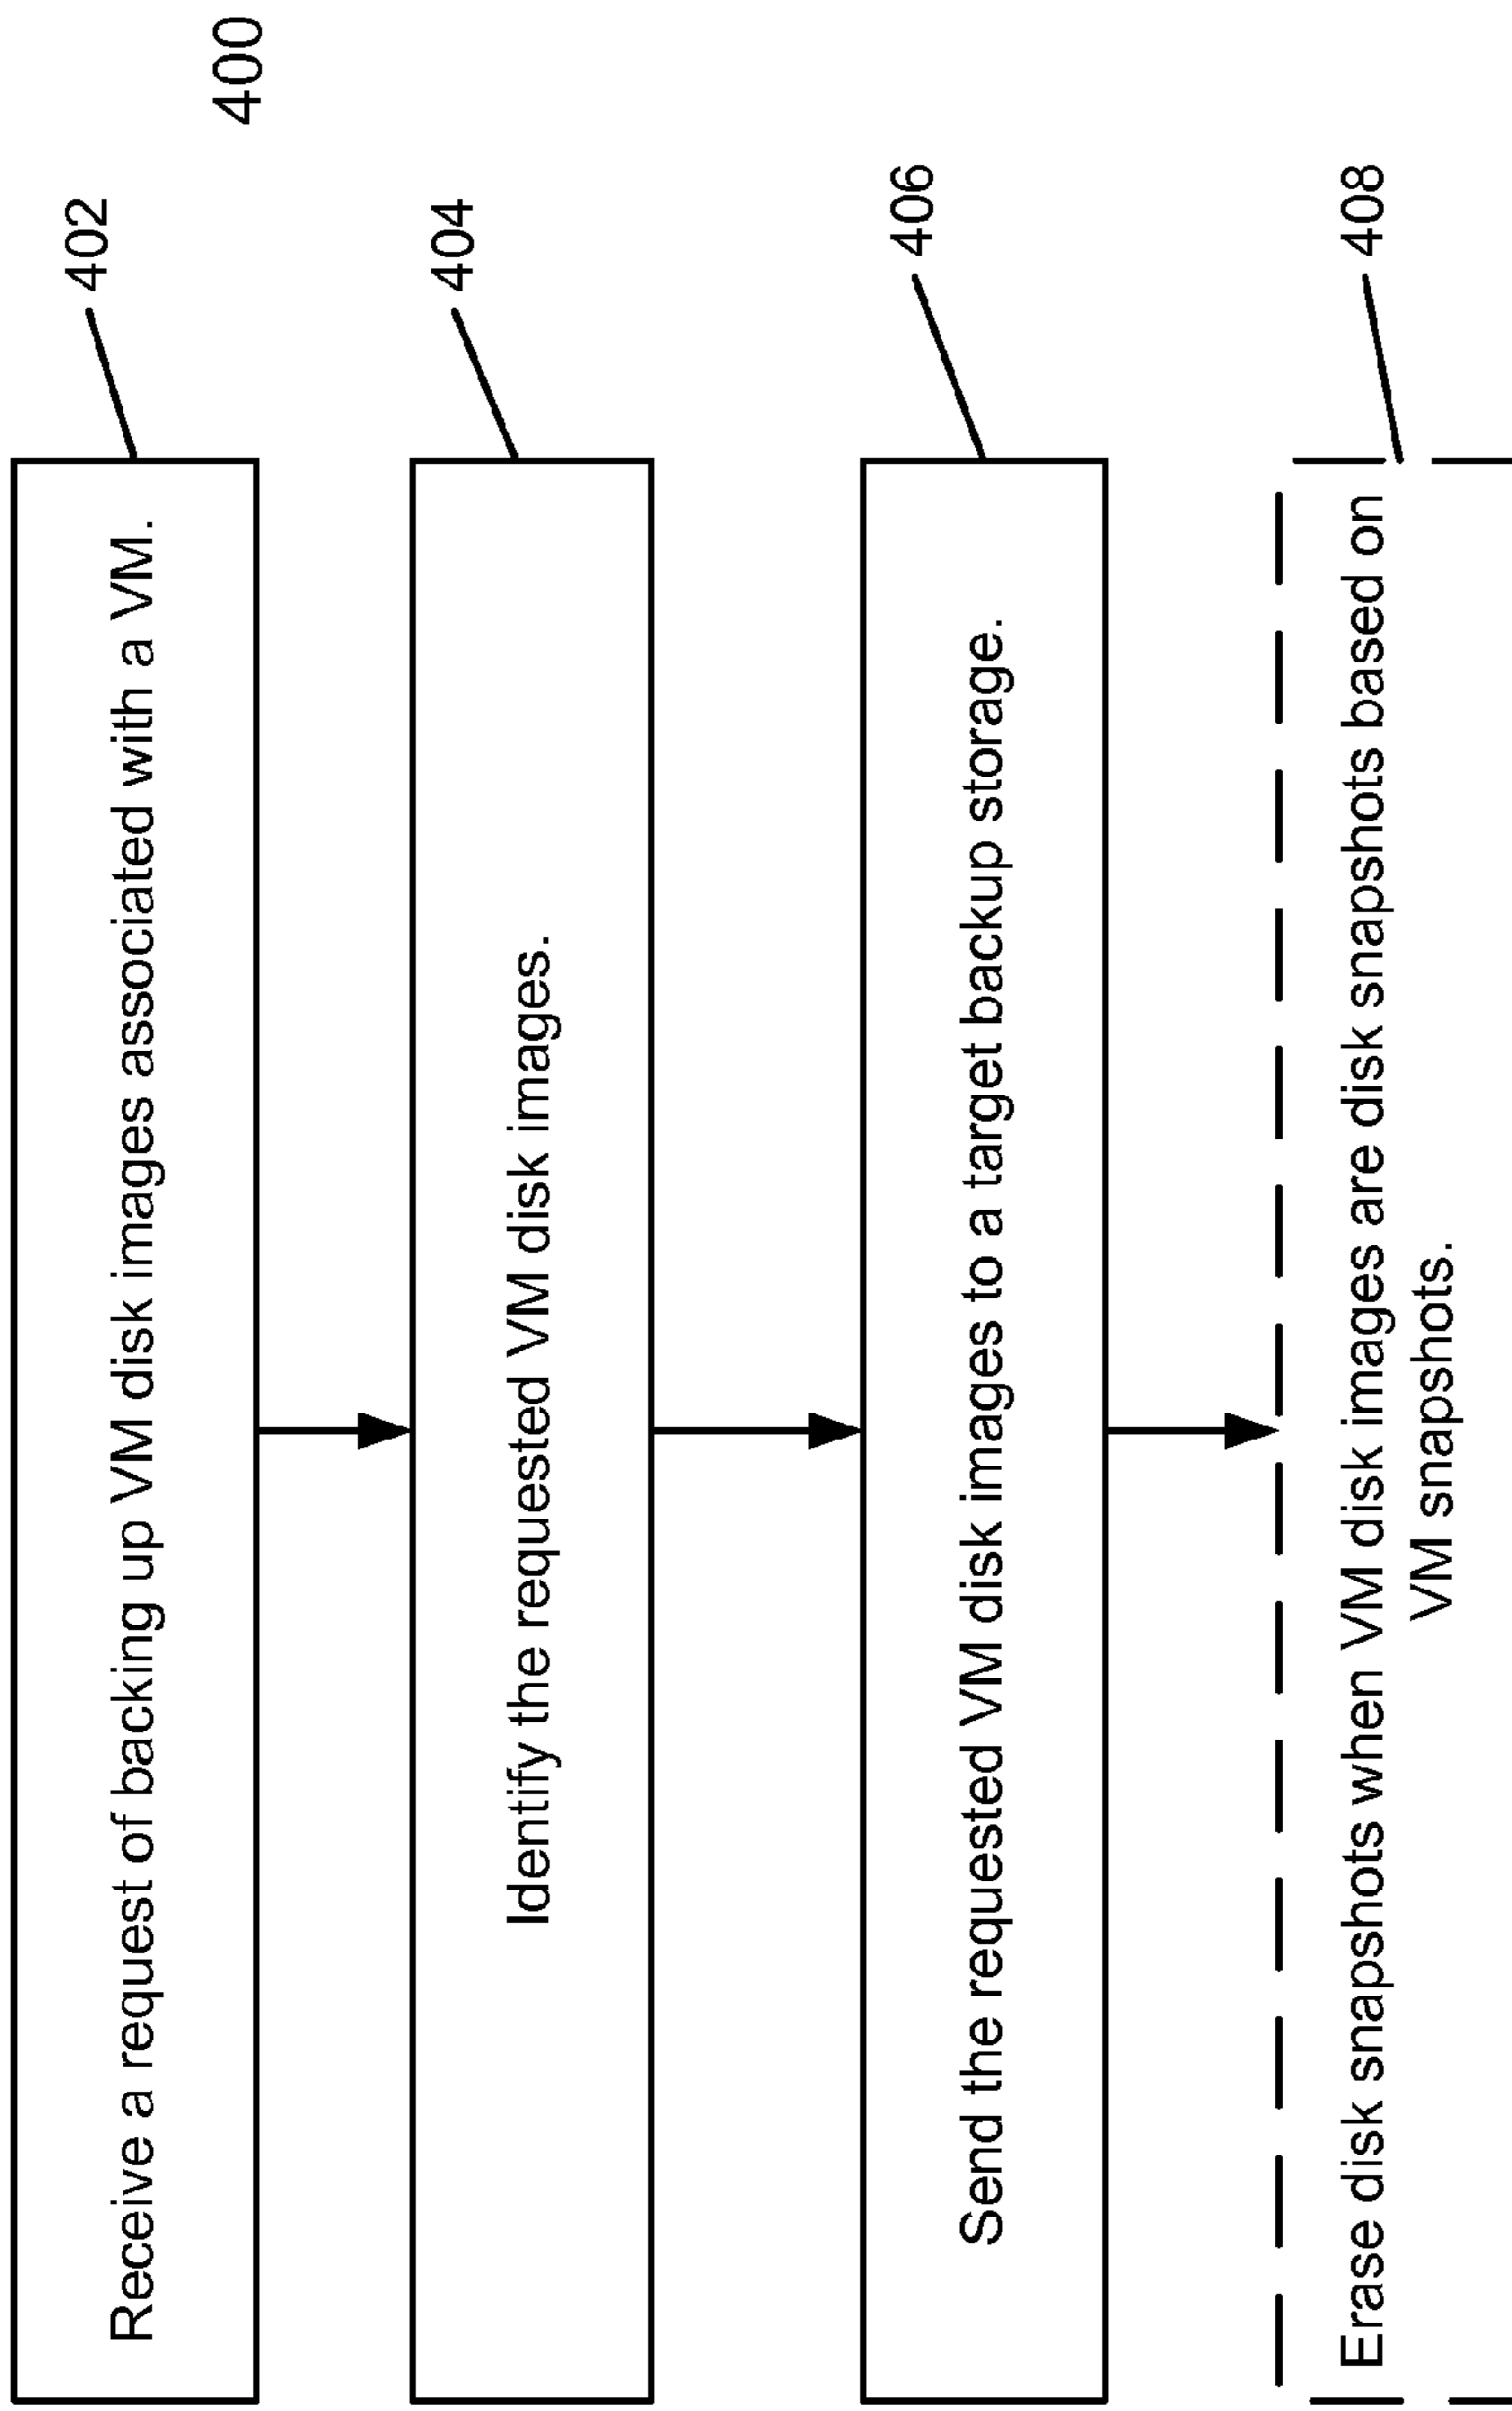 400
402
Receive a request of backing up VM disk images associated with a VM.
404
Identify the requested VM disk images.
406
Send the requested VM disk images to a target backup storage.
408
Erase disk snapshots when VM disk images are disk snapshots based on
VM snapshots.